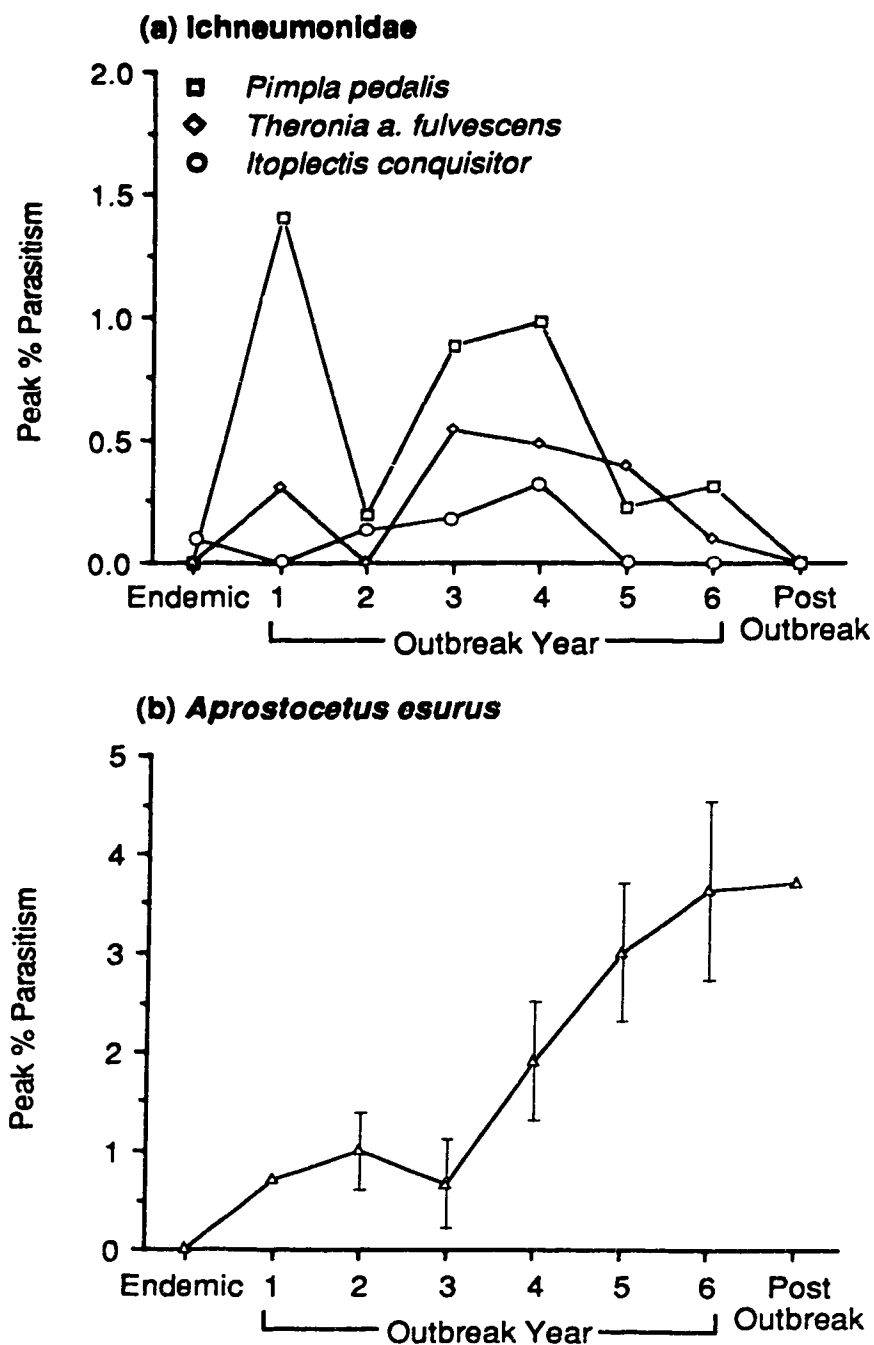 (a) Ichneumonidae
2.0
Pimpla pedalis
Theronia a. fulvescens
Itoplectis conquisitor
1.5
1.0
0.5
0.0
Peak % Parasitism
Endemic 1 2 3 4 5 6 Post
Outbreak Year Outbreak
(b) Aprostocetus esurus
5
4
3
2
1
0
Peak % Parasitism
Endemic 1 2 3 4 5 6 Post
Outbreak Year Outbreak